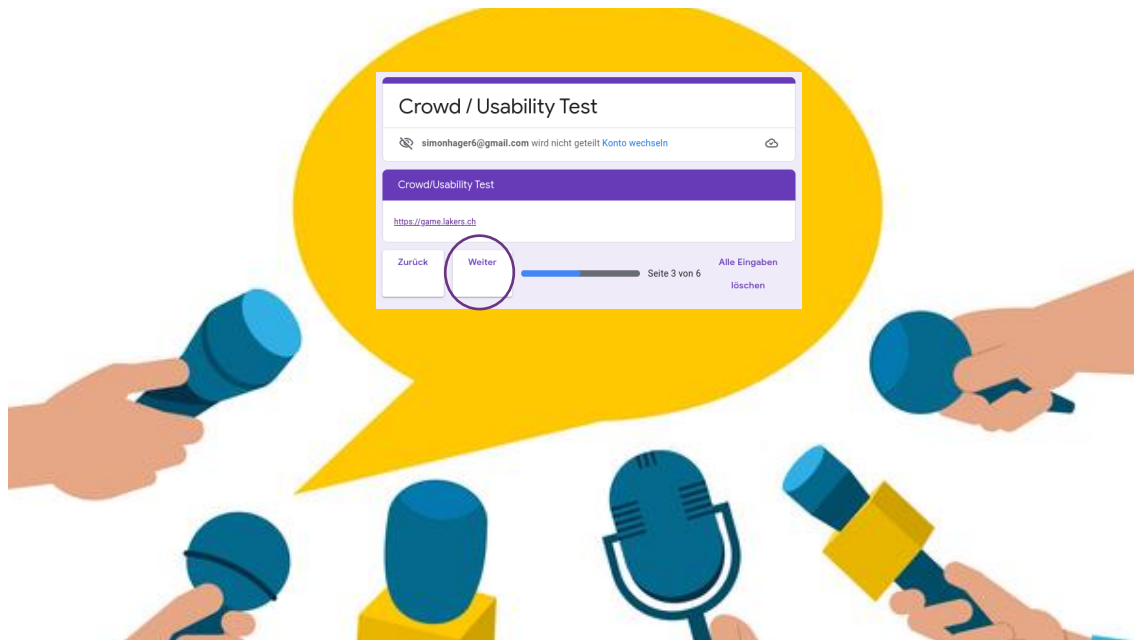 Crowd / Usability Test
simonhager6@gmail.com wird nicht geteilt Konto wechseln
Crowd/Usability Test
https://game.lakers.ch
Zurück
Weiter
Seite 3 von 6
Alle Eingaben
löschen